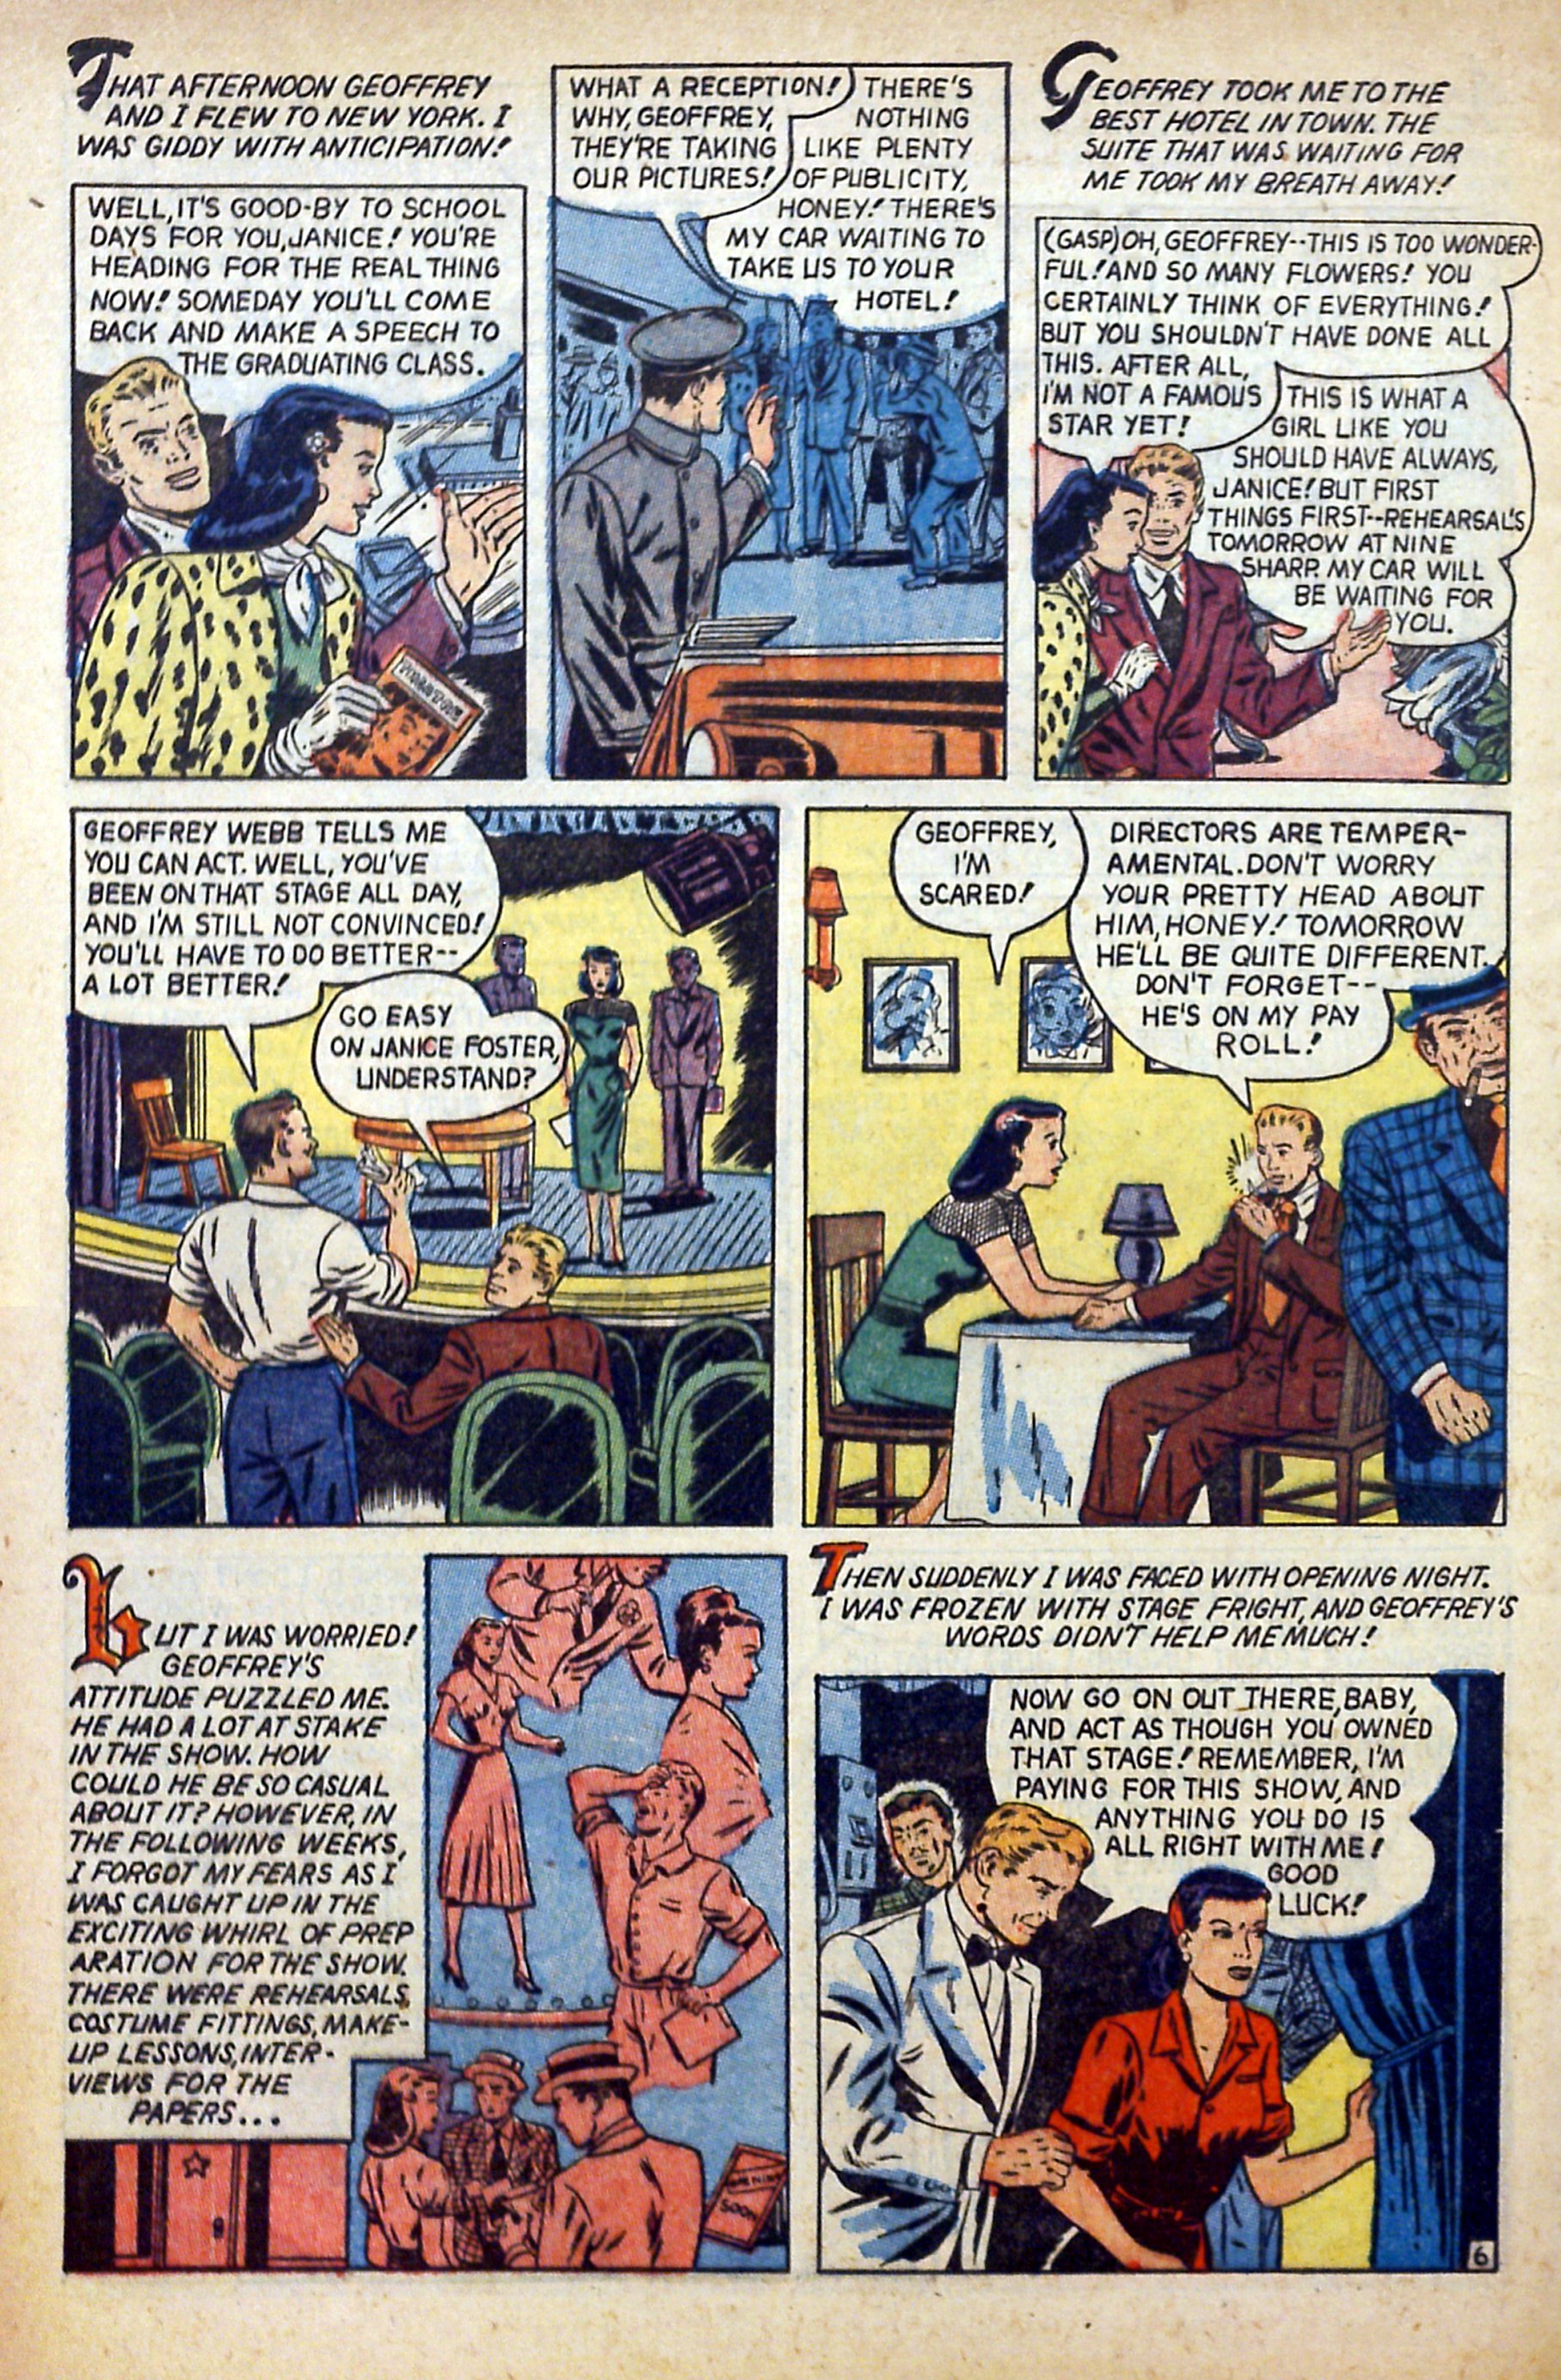 THAT AFTERNOON GEOFFREY
AND I FLEW TO NEW YORK. I
WAS GIDDY WITH ANTICIPATION!
WELL, IT'S GOOD-BY TO SCHOOL
DAYS FOR YOU, JANICE! YOU'RE
HEADING FOR THE REAL THING
NOW! SOMEDAY YOU'LL COME
BACK AND MAKE A SPEECH TO
THE GRADUATING CLASS.
WHAT A RECEPTION!
WHY, GEOFFREY,
THEY'RE TAKING
OUR PICTURES!
THERE'S
NOTHING
LIKE PLENTY
OF PUBLICITY,
HONEY! THERE'S
MY CAR WAITING TO
TAKE US TO YOUR
HOTEL!
GEOFFREY TOOK ME TO THE
BEST HOTEL IN TOWN. THE
SUITE THAT WAS WAITING FOR
ME TOOK MY BREATH AWAY!
(GASP) OH, GEOFFREY--THIS IS TOO WONDER-
FUL! AND SO MANY FLOWERS! YOU
CERTAINLY THINK OF EVERYTHING!
BUT YOU SHOULDN'T HAVE DONE ALL
THIS. AFTER ALL,
I'M NOT A FAMOUS
STAR YET!
THIS IS WHAT A
GIRL LIKE YOU
SHOULD HAVE ALWAYS,
JANICE! BUT FIRST
THINGS FIRST--REHEARSAL'S
TOMORROW AT NINE
SHARP. MY CAR WILL
BE WAITING FOR
YOU.
GEOFFREY WEBB TELLS ME
YOU CAN ACT. WELL, YOU'VE
BEEN ON THAT STAGE ALL DAY,
AND I'M STILL NOT CONVINCED!
YOU'LL HAVE TO DO BETTER--
A LOT BETTER!
GO EASY
ON JANICE FOSTER,
UNDERSTAND?
GEOFFREY,
I'M
SCARED!
DIRECTORS ARE TEMPER-
AMENTAL. DON'T WORRY
YOUR PRETTY HEAD ABOUT
HIM, HONEY! TOMORROW
HE'LL BE QUITE DIFFERENT.
DON'T FORGET--
HE'S ON MY PAY
ROLL!
BUT I WAS WORRIED!
GEOFFREY'S
ATTITUDE PUZZLED ME.
HE HAD A LOT AT STAKE
IN THE SHOW. HOW
COULD HE BE SO CASUAL
ABOUT IT? HOWEVER, IN
THE FOLLOWING WEEKS,
I FORGOT MY FEARS AS I
WAS CAUGHT UP IN THE
EXCITING WHIRL OF PREP
ARATION FOR THE SHOW.
THERE WERE REHEARSALS,
COSTUME FITTINGS, MAKE-
UP LESSONS, INTER-
VIEWS FOR THE
PAPERS...
OPENING
SOON
THEN SUDDENLY I WAS FACED WITH OPENING NIGHT.
I WAS FROZEN WITH STAGE FRIGHT, AND GEOFFREY'S
WORDS DIDN'T HELP ME MUCH!
NOW GO ON OUT THERE, BABY,
AND ACT AS THOUGH YOU OWNED
THAT STAGE! REMEMBER, I'M
PAYING FOR THIS SHOW, AND
ANYTHING YOU DO IS
ALL RIGHT WITH ME!
GOOD
LUCK!
6